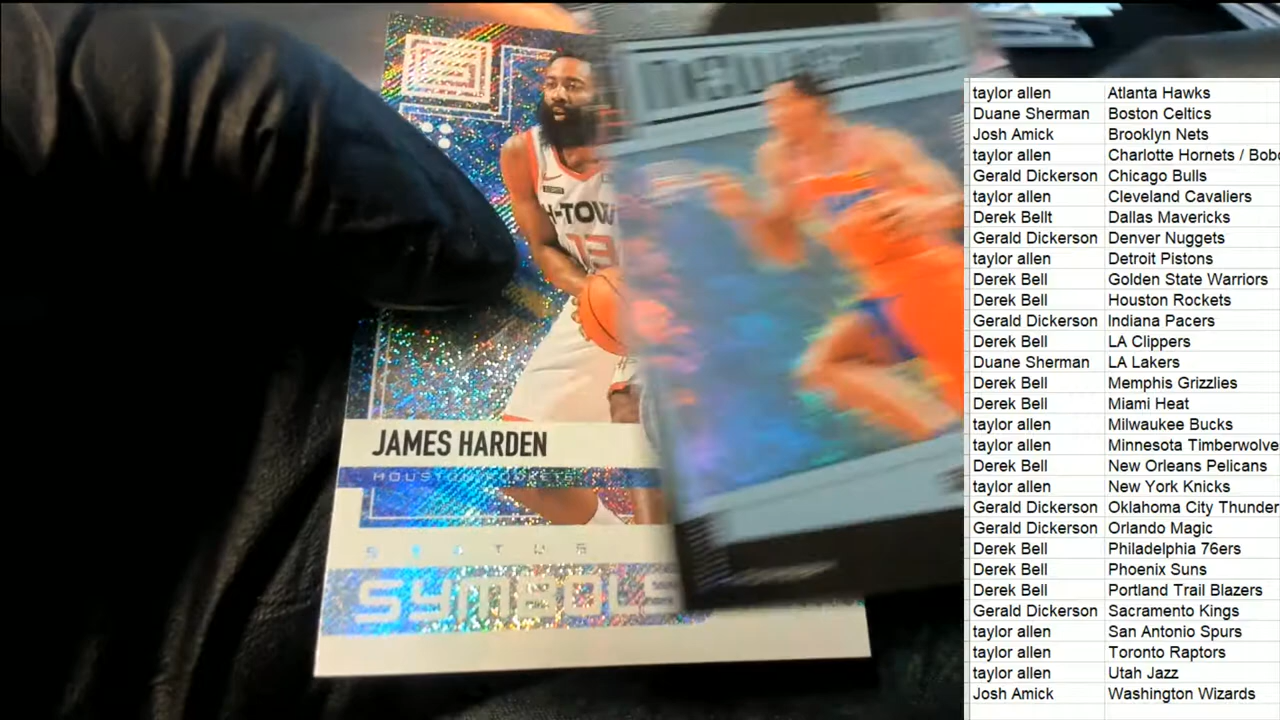 H-TOW
13
JAMES HARDEN
HOUSTON ROCKETS
STATUS
SYMBOLS
taylor allen Atlanta Hawks
Duane Sherman Boston Celtics
Josh Amick Brooklyn Nets
taylor allen Charlotte Hornets / Bobc
Gerald Dickerson Chicago Bulls
taylor allen Cleveland Cavaliers
Derek Bellt Dallas Mavericks
Gerald Dickerson Denver Nuggets
taylor allen Detroit Pistons
Derek Bell Golden State Warriors
Derek Bell Houston Rockets
Gerald Dickerson Indiana Pacers
Derek Bell LA Clippers
Duane Sherman LA Lakers
Derek Bell Memphis Grizzlies
Derek Bell Miami Heat
taylor allen Milwaukee Bucks
taylor allen Minnesota Timberwolve
Derek Bell New Orleans Pelicans
taylor allen New York Knicks
Gerald Dickerson Oklahoma City Thunder
Gerald Dickerson Orlando Magic
Derek Bell Philadelphia 76ers
Derek Bell Phoenix Suns
Derek Bell Portland Trail Blazers
Gerald Dickerson Sacramento Kings
taylor allen San Antonio Spurs
taylor allen Toronto Raptors
taylor allen Utah Jazz
Josh Amick Washington Wizards